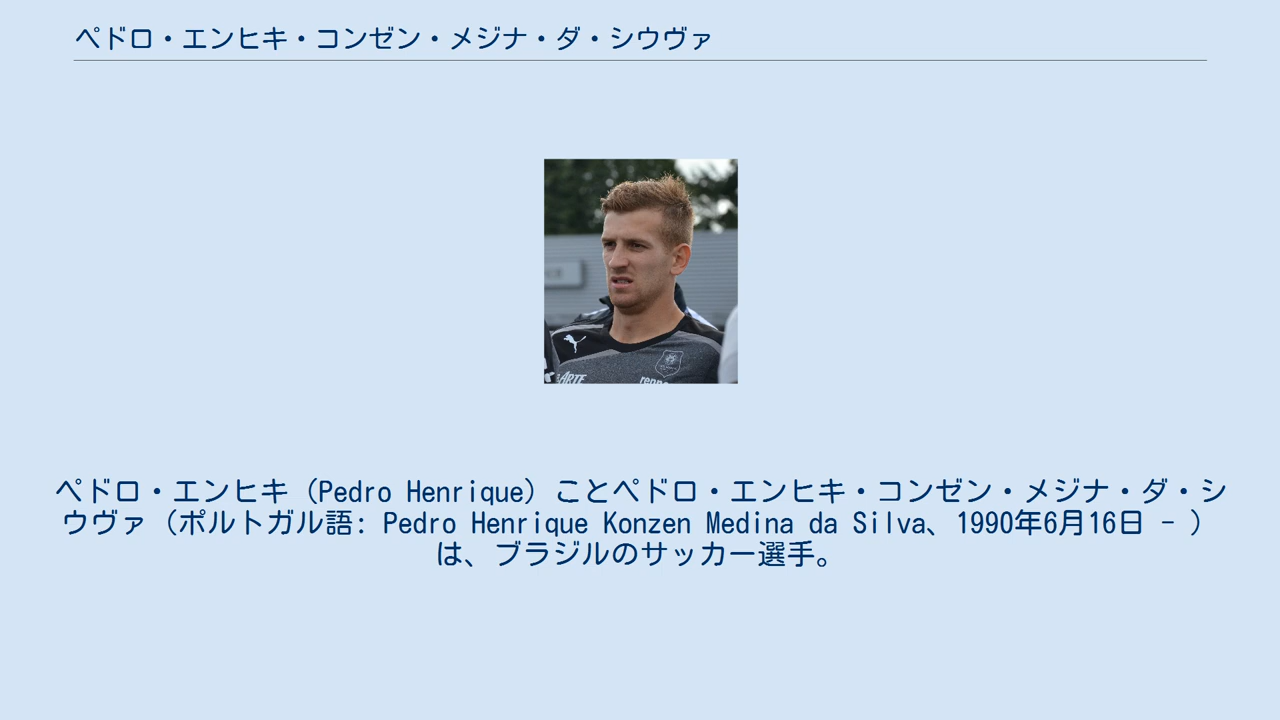 ペドロ・エンヒキ・コンゼン・メジナ・ダ・シウヴァ
ARTE
ペドロ・エンヒキ（Pedro Henrique）ことペドロ・エンヒキ・コンゼン・メジナ・ダ・シ
ウヴァ（ポルトガル語: Pedro Henrique Konzen Medina da Silva、1990年6月16日 - ）
は、ブラジルのサッカー選手。